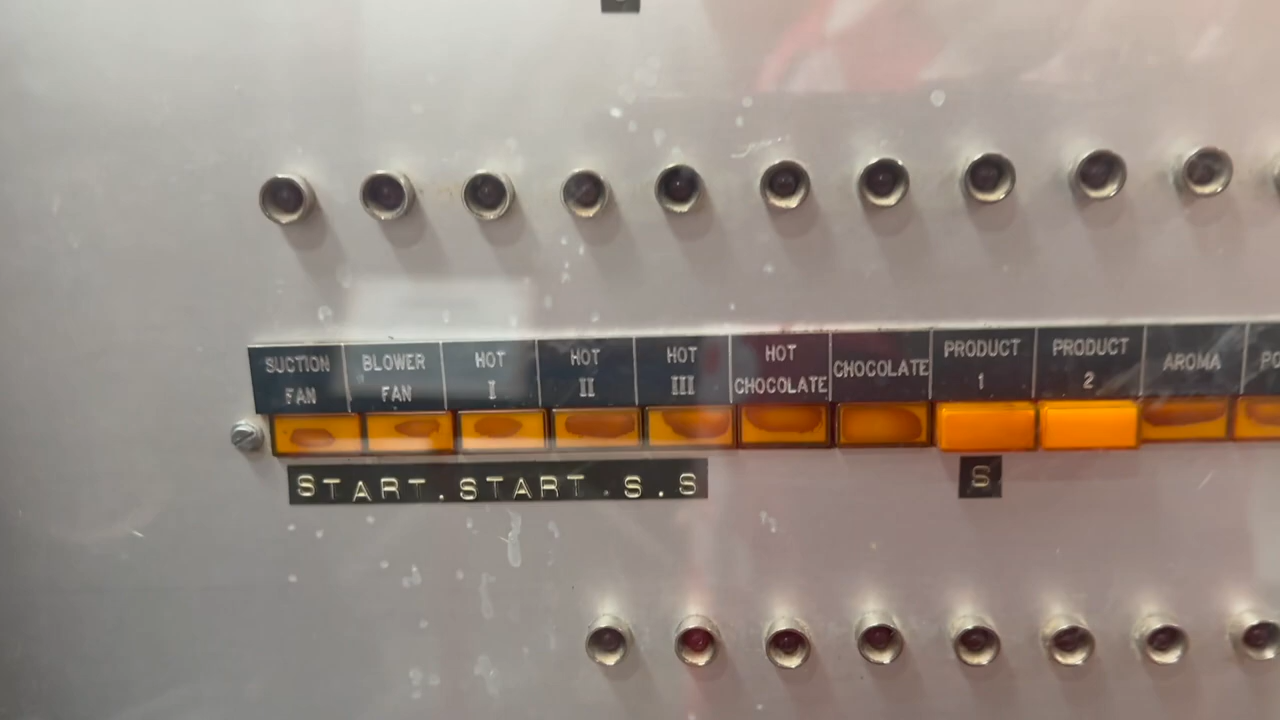 SUCTION
FAN
BLOWER
FAN
HOT
I
HOT
II
HOT
III
HOT
CHOCOLATE
CHOCOLATE
PRODUCT
1
PRODUCT
2
AROMA
START.START.S.S
S